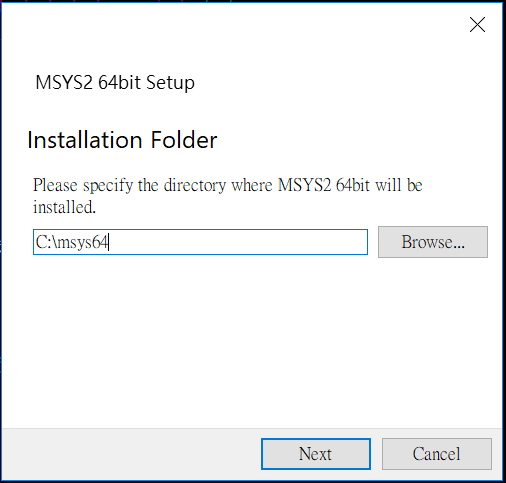 MSYS2 64bit Setup
Installation Folder
Please specify the directory where MSYS2 64bit will be
installed.
C:\msys64
Browse...
Next
Cancel